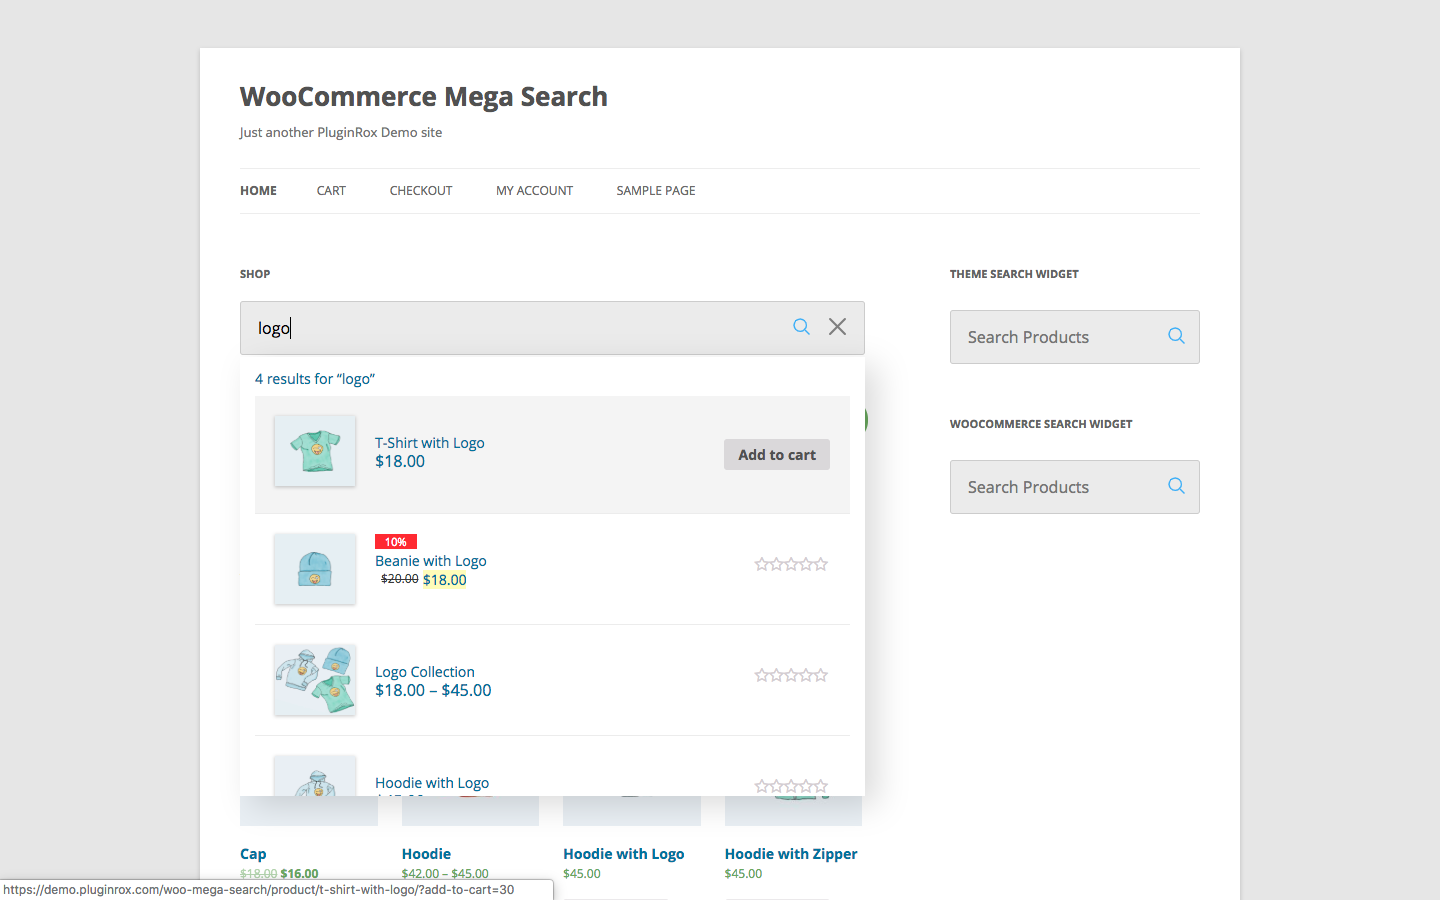 WooCommerce Mega Search
Just another PluginRox Demo site
HOME CART CHECKOUT MY ACCOUNT SAMPLE PAGE
SHOP
logo
4 results for “logo”
T-Shirt with Logo
$18.00
Add to cart
10%
Beanie with Logo
$20.00 $18.00
Logo Collection
$18.00 – $45.00
Hoodie with Logo
THEME SEARCH WIDGET
Search Products
WOOCOMMERCE SEARCH WIDGET
Search Products
Cap
$18.00 $16.00
Hoodie
$42.00 – $45.00
Hoodie with Logo
$45.00
Hoodie with Zipper
$45.00
https://demo.pluginrox.com/woo-mega-search/product/t-shirt-with-logo/?add-to-cart=30